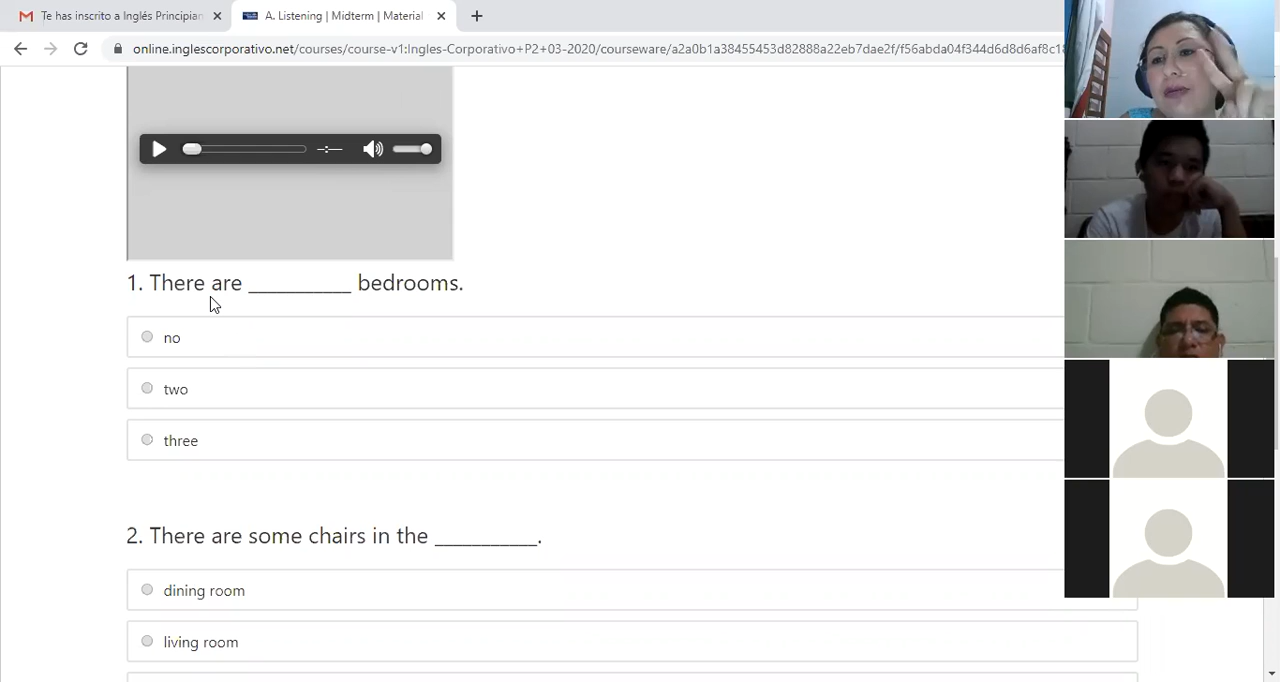 Te has inscrito a Inglés Principian
A. Listening | Midterm | Material
online.inglescorporativo.net/courses/course-v1:Ingles-Corporativo+P2+03-2020/courseware/a2a0b1a38455453d82888a22eb7dae2f/f56abda04f344d6d8d6af8c18
-:--
1. There are __________ bedrooms.
no
two
three
2. There are some chairs in the __________.
dining room
living room